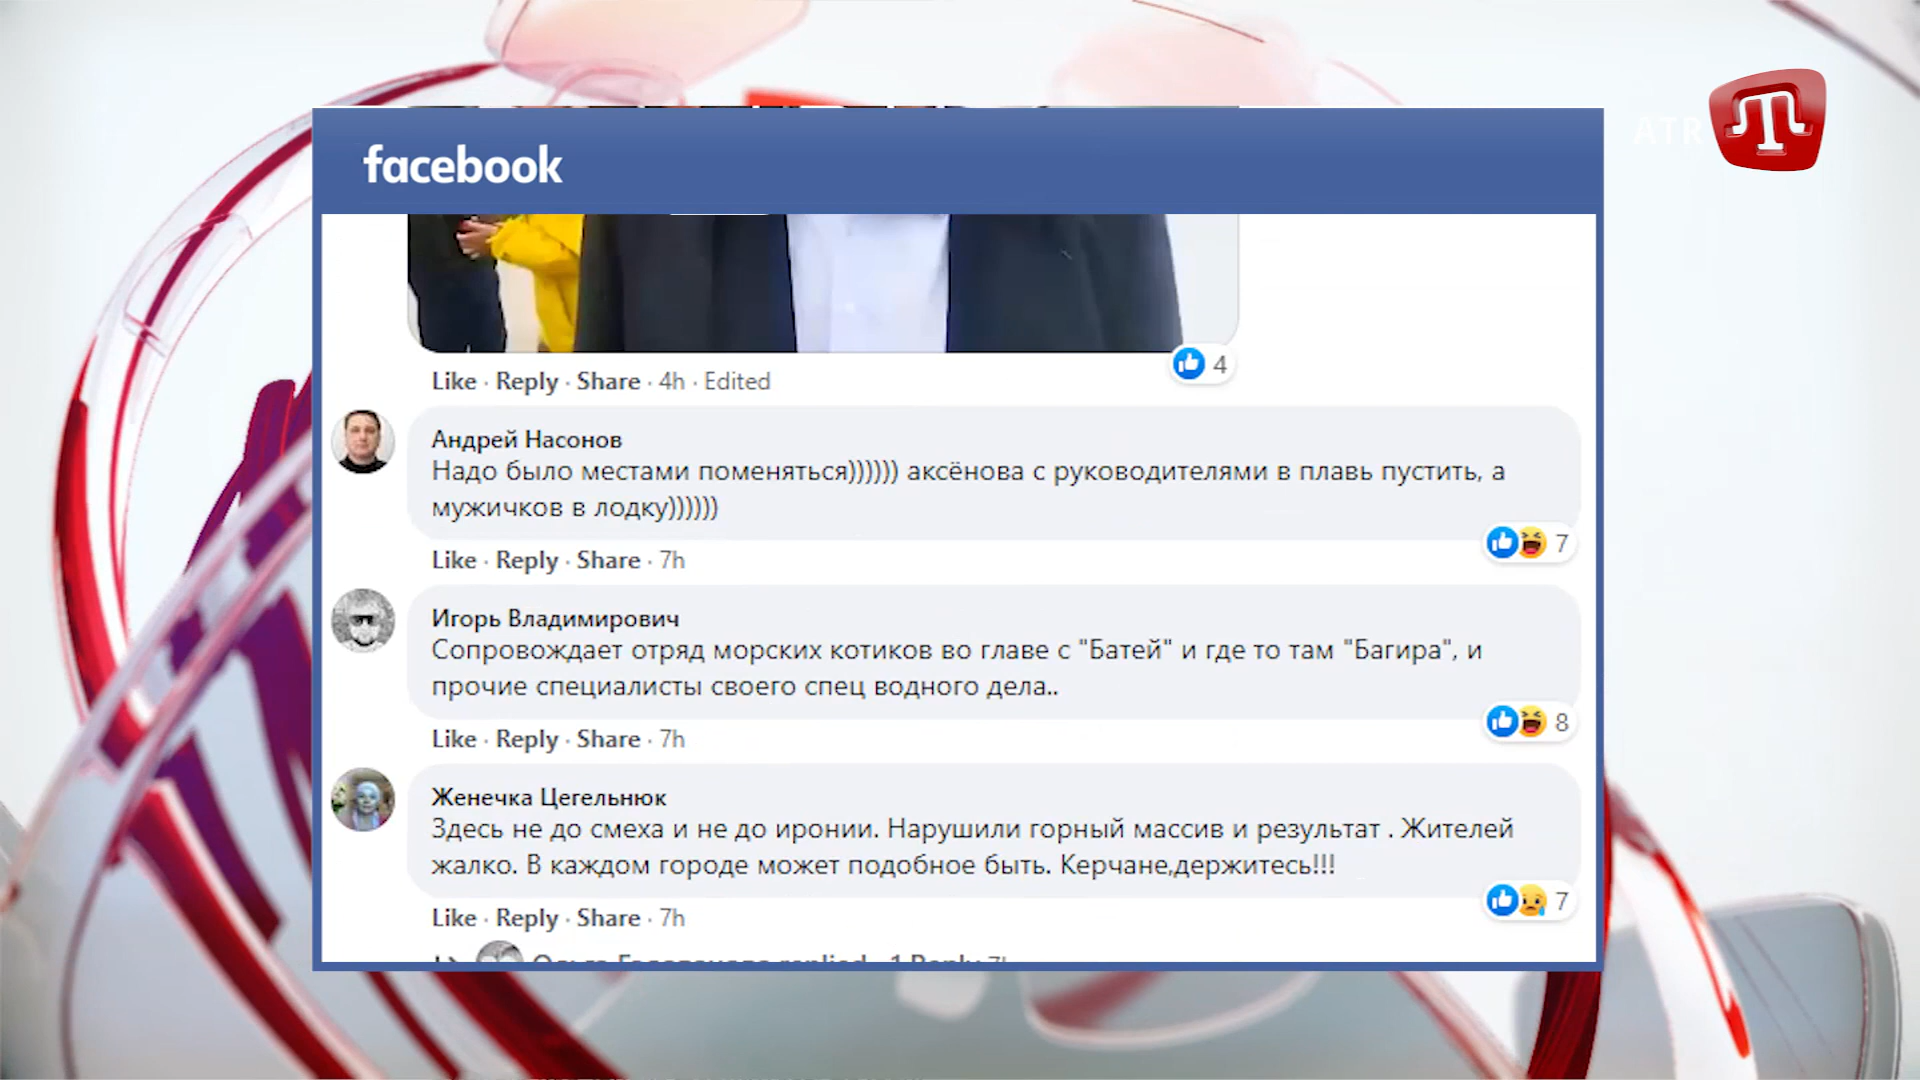 ATR
facebook
4
Like · Reply · Share · 4h · Edited
Андрей Насонов
Надо было местами поменяться)))))) аксёнова с руководителями в плавь пустить, а
мужичков в лодку))))))
7
Like · Reply · Share · 7h
Игорь Владимирович
Сопровождает отряд морских котиков во главе с "Батей" и где то там "Багира", и
прочие специалисты своего спец водного дела..
8
Like · Reply · Share · 7h
Женечка Цегельнюк
Здесь не до смеха и не до иронии. Нарушили горный массив и результат . Жителей
жалко. В каждом городе может подобное быть. Керчане,держитесь!!!
7
Like · Reply · Share · 7h
replied · 1 Reply